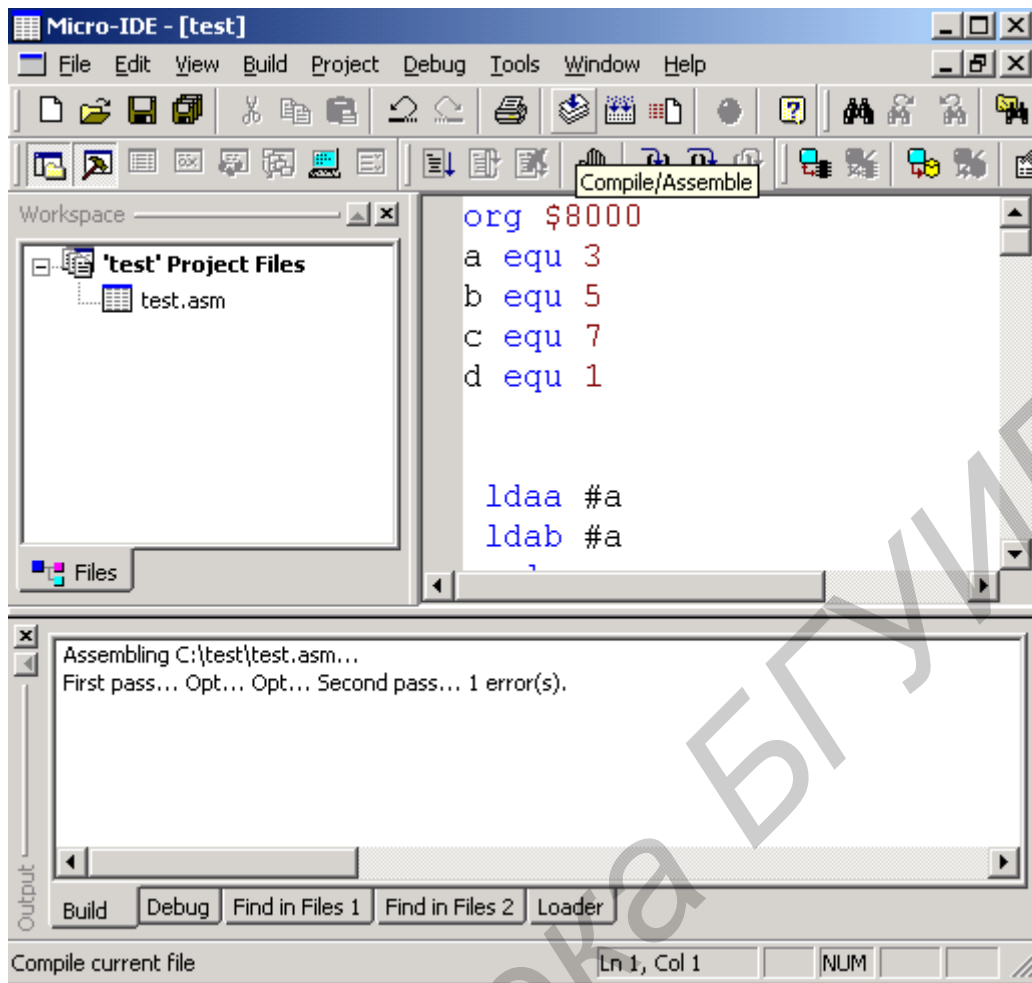 Micro-IDE - [test]
File Edit View Build Project Debug Tools Window Help
Compile/Assemble
Workspace
'test' Project Files
test.asm
Files
org $8000
a equ 3
b equ 5
c equ 7
d equ 1
ldaa #a
ldab #a
Assembling C:\test\test.asm...
First pass... Opt... Opt... Second pass... 1 error(s).
Output
Build Debug Find in Files 1 Find in Files 2 Loader
Compile current file Ln 1, Col 1 NUM